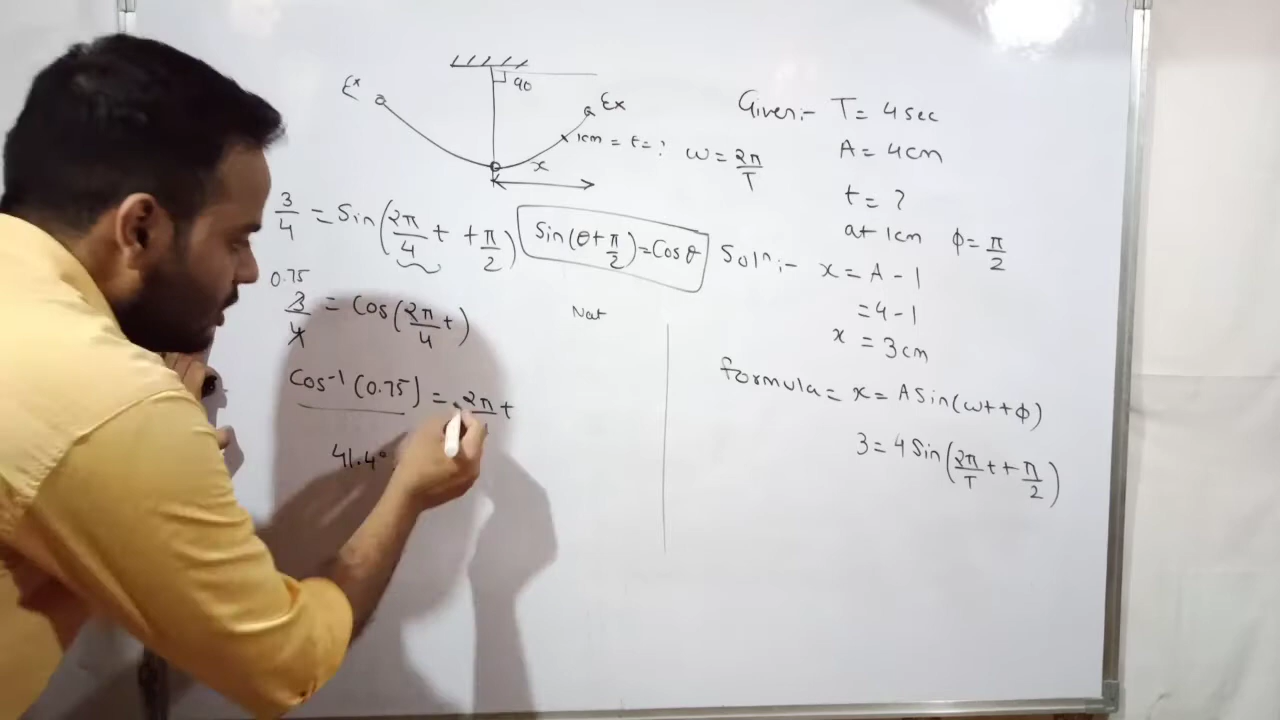 90
Ex
Ex
1cm = t = ?
x
ω = 2π/T
Given:- T = 4 sec
A = 4cm
t = ?
at 1cm φ = π/2
Soln:- x = A - 1
= 4 - 1
x = 3cm
formula = x = A Sin(ωt + φ)
3 = 4 Sin(2π/T t + π/2)
3/4 = Sin(2π/4 t + π/2)
Sin(θ + π/2) = Cos θ
0.75
3/4 = Cos(2π/4 t)
Cos⁻¹(0.75) = 2π t
41.4°